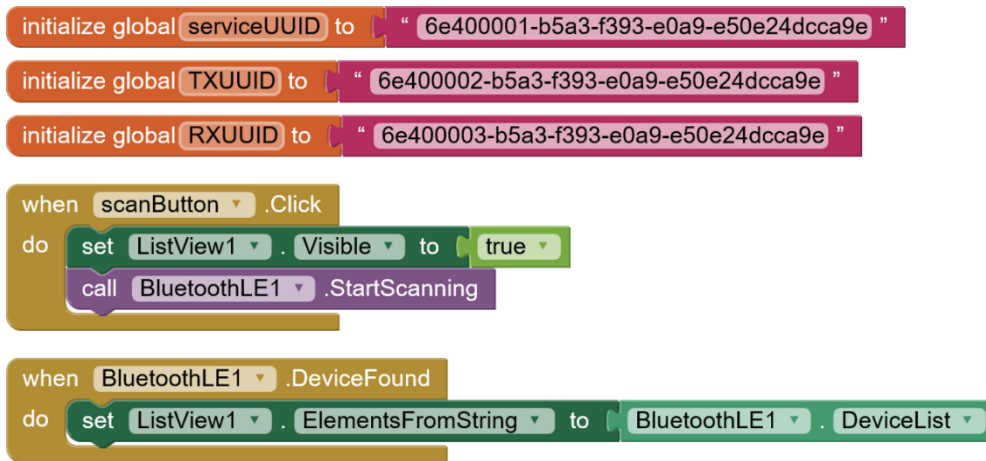 initialize global serviceUUID to “ 6e400001-b5a3-f393-e0a9-e50e24dcca9e ”
initialize global TXUUID to “ 6e400002-b5a3-f393-e0a9-e50e24dcca9e ”
initialize global RXUUID to “ 6e400003-b5a3-f393-e0a9-e50e24dcca9e ”
when scanButton .Click
do set ListView1 . Visible to true
call BluetoothLE1 .StartScanning
when BluetoothLE1 .DeviceFound
do set ListView1 . ElementsFromString to BluetoothLE1 . DeviceList